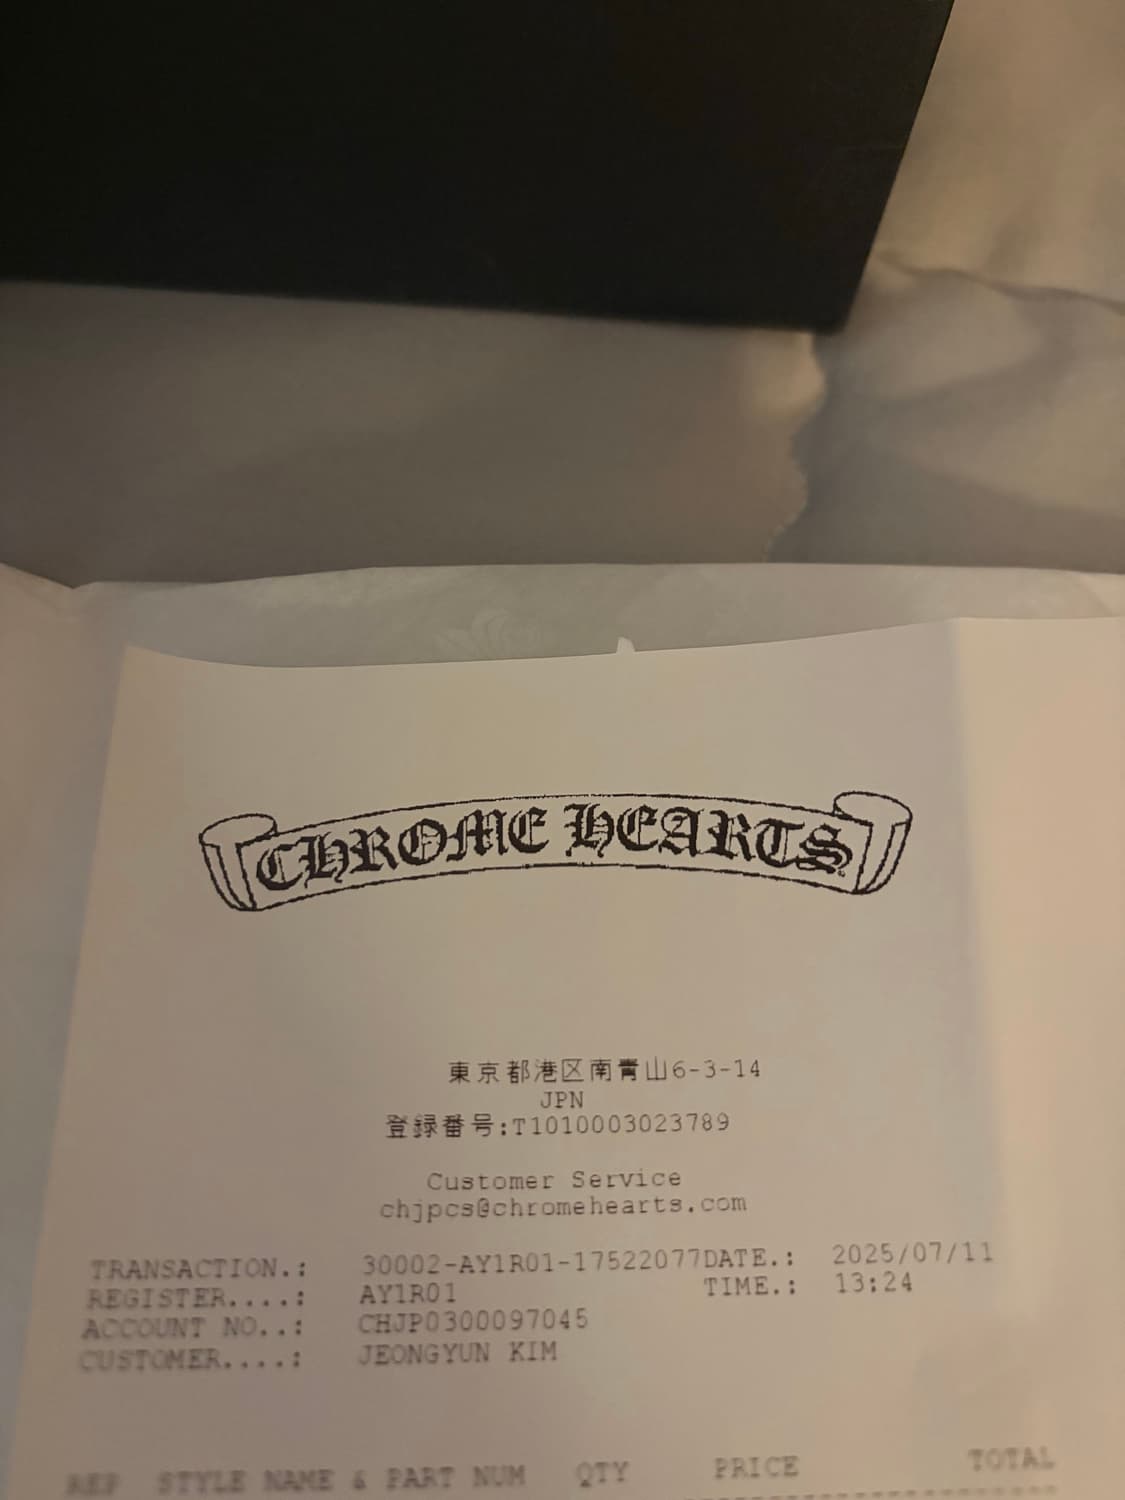 CHROME HEARTS
東京都港区南青山6-3-14
JPN
登録番号:T1010003023789
Customer Service
chjpcs@chromehearts.com
TRANSACTION.: 30002-AY1R01-17522077DATE.: 2025/07/11
REGISTER....: AY1R01 TIME.: 13:24
ACCOUNT NO..: CHJP0300097045
CUSTOMER....: JEONGYUN KIM
REP STYLE NAME & PART NUM QTY PRICE TOTAL